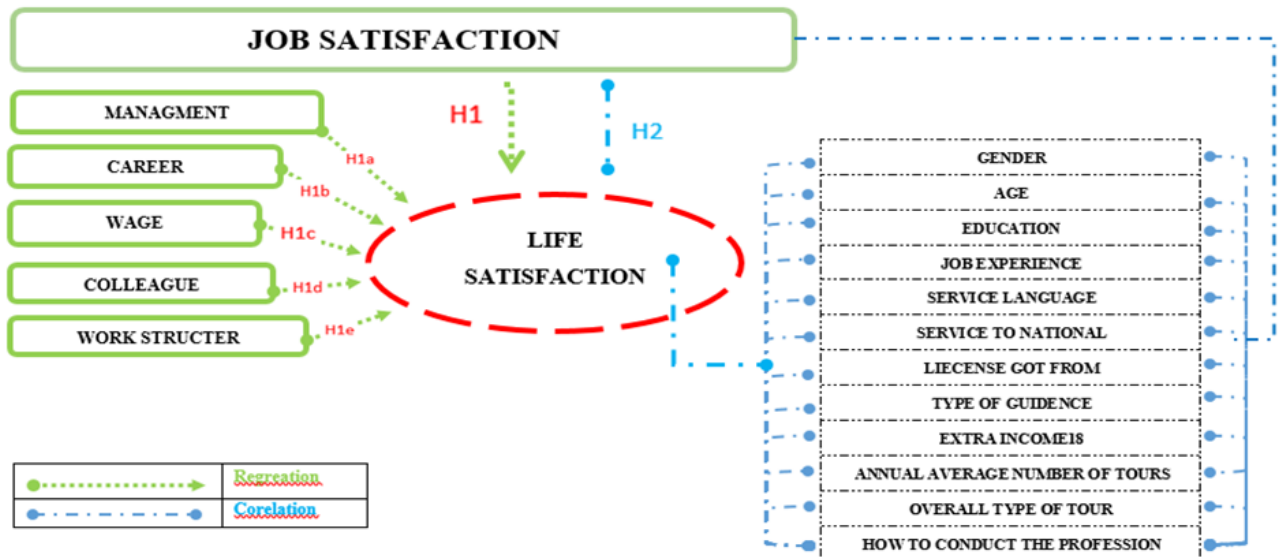 JOB SATISFACTION
MANAGMENT
CAREER
WAGE
COLLEAGUE
WORK STRUCTER
H1a
H1b
H1c
H1d
H1e
H1
H2
LIFE
SATISFACTION
GENDER
AGE
EDUCATION
JOB EXPERIENCE
SERVICE LANGUAGE
SERVICE TO NATIONAL
LIECENSE GOT FROM
TYPE OF GUIDENCE
EXTRA INCOME18
ANNUAL AVERAGE NUMBER OF TOURS
OVERALL TYPE OF TOUR
HOW TO CONDUCT THE PROFESSION
Regreation
Corelation